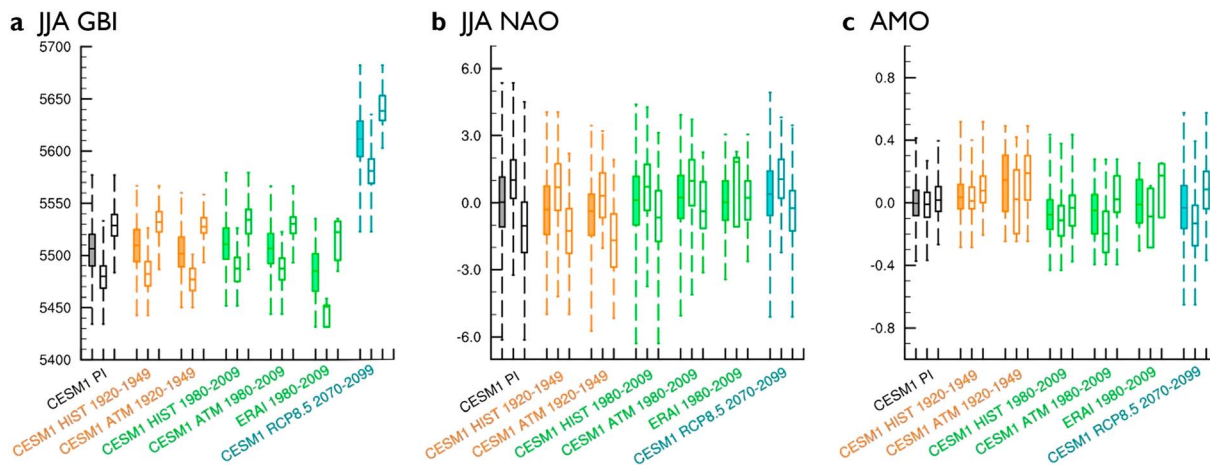 a JJA GBI
5700
5650
5600
5550
5500
5450
5400
CESM1 PI
CESM1 HIST 1920-1949
CESM1 ATM 1920-1949
CESM1 HIST 1980-2009
CESM1 ATM 1980-2009
ERAI 1980-2009
CESM1 RCP8.5 2070-2099
b JJA NAO
6.0
3.0
0.0
-3.0
-6.0
CESM1 PI
CESM1 HIST 1920-1949
CESM1 ATM 1920-1949
CESM1 HIST 1980-2009
CESM1 ATM 1980-2009
ERAI 1980-2009
CESM1 RCP8.5 2070-2099
c AMO
0.8
0.4
0.0
-0.4
-0.8
CESM1 PI
CESM1 HIST 1920-1949
CESM1 ATM 1920-1949
CESM1 HIST 1980-2009
CESM1 ATM 1980-2009
ERAI 1980-2009
CESM1 RCP8.5 2070-2099